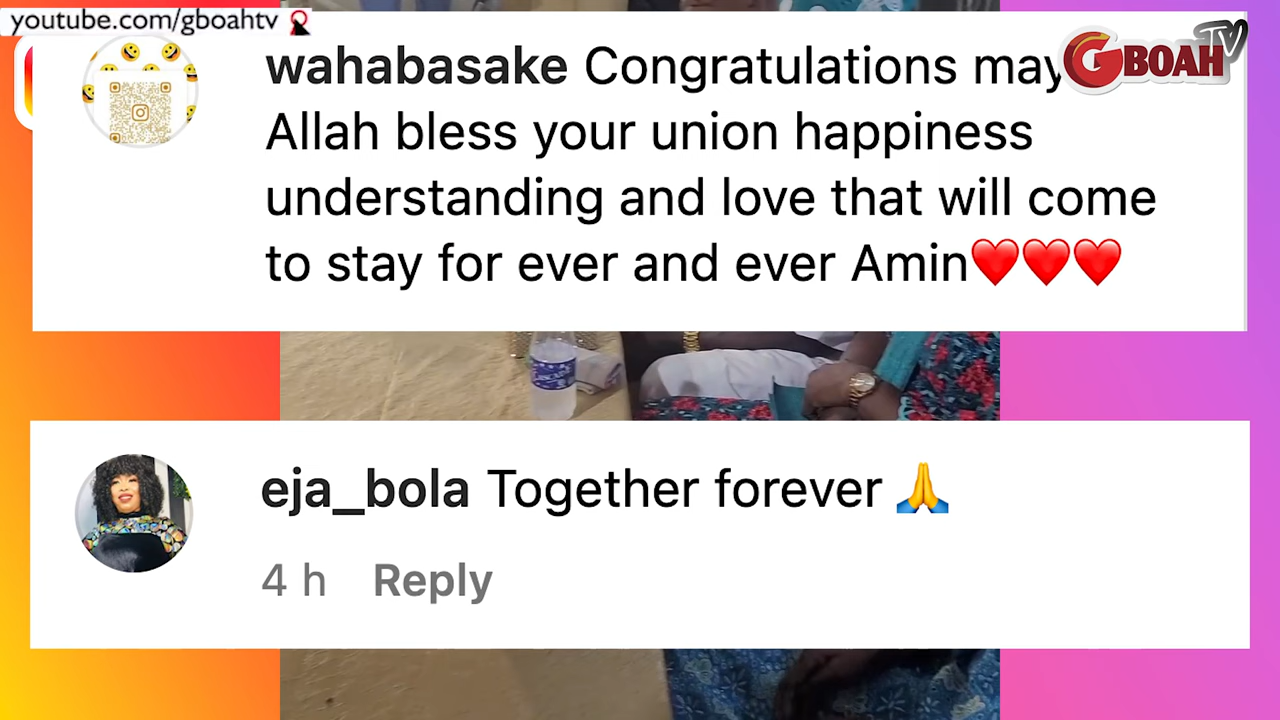 youtube.com/gboahtv
GBOAH TV
wahabasake Congratulations may
Allah bless your union happiness
understanding and love that will come
to stay for ever and ever Amin❤️❤️❤️
eja_bola Together forever 🙏
4 h Reply